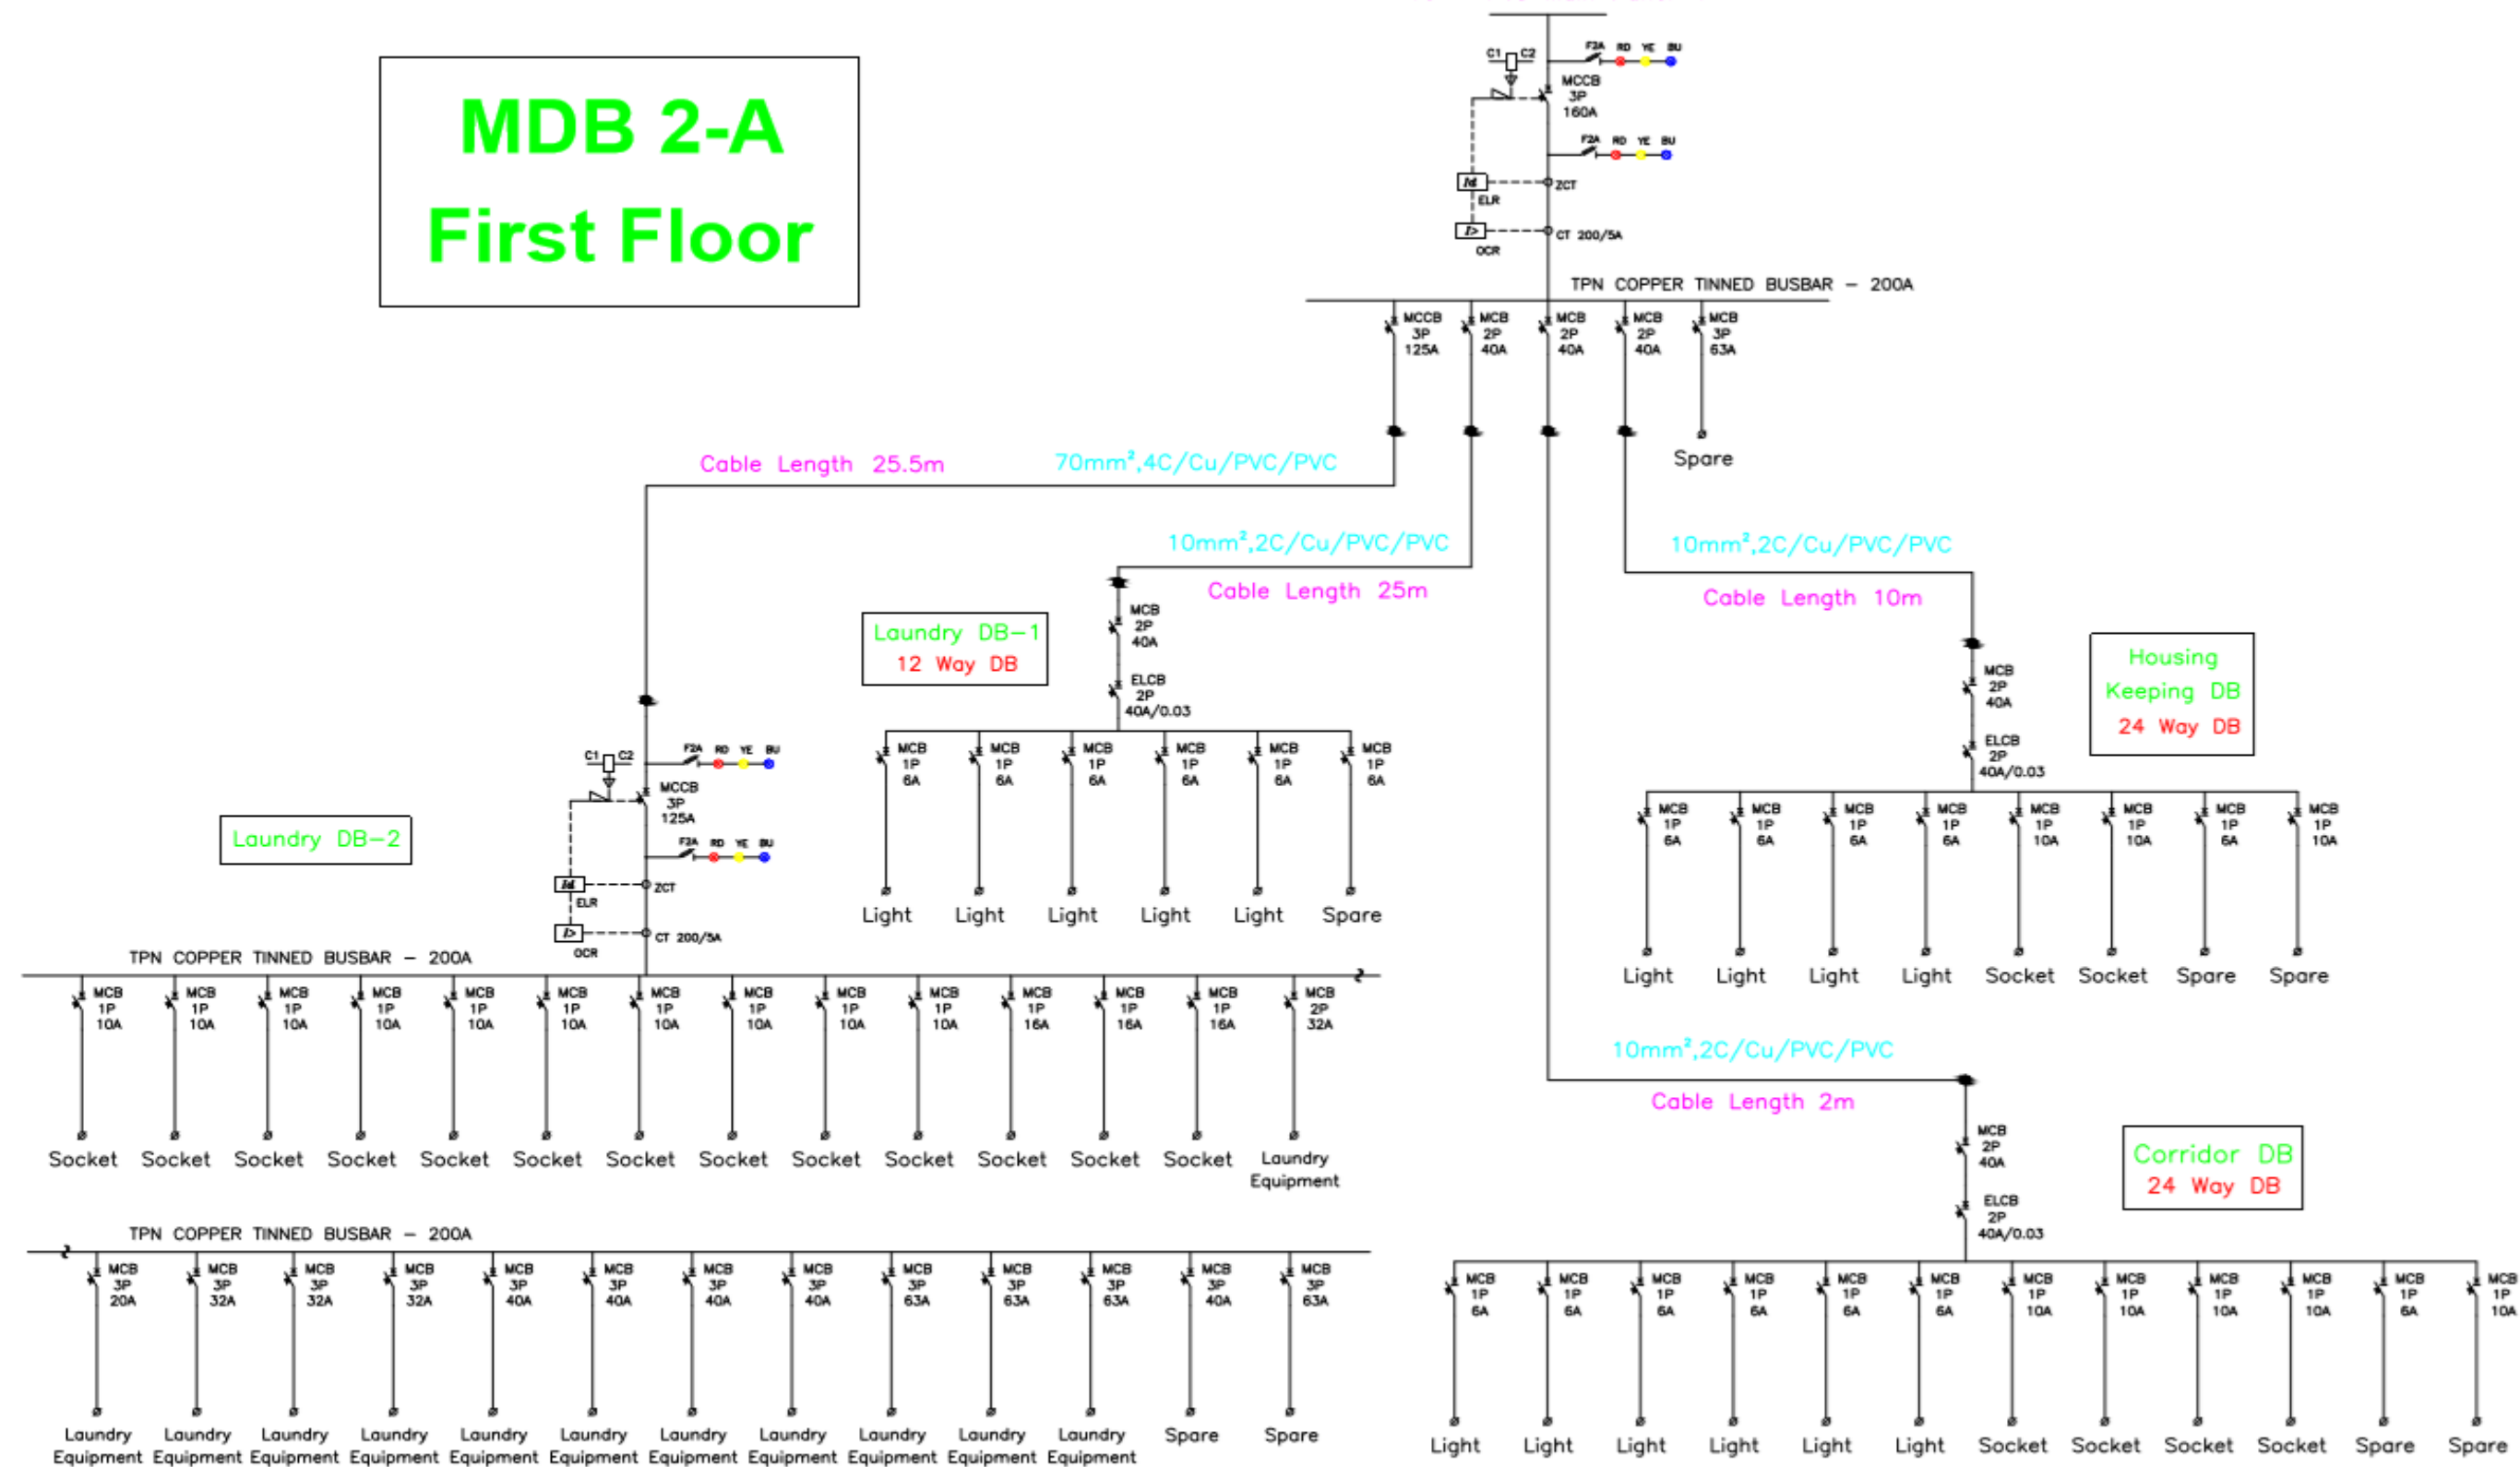 MDB 2-A
First Floor
C1 C2
F2A RD YE BU
MCCB
3P
160A
F2A RD YE BU
Id
ZCT
ELR
I>
CT 200/5A
OCR
TPN COPPER TINNED BUSBAR - 200A
MCCB MCB MCB MCB MCB
3P 2P 2P 2P 3P
125A 40A 40A 40A 63A
Spare
Cable Length 25.5m
70mm²,4C/Cu/PVC/PVC
10mm²,2C/Cu/PVC/PVC
Cable Length 25m
10mm²,2C/Cu/PVC/PVC
Cable Length 10m
Laundry DB-1
12 Way DB
MCB
2P
40A
ELCB
2P
40A/0.03
MCB MCB MCB MCB MCB MCB
1P 1P 1P 1P 1P 1P
6A 6A 6A 6A 6A 6A
Light Light Light Light Light Spare
Housing
Keeping DB
24 Way DB
MCB
2P
40A
ELCB
2P
40A/0.03
MCB MCB MCB MCB MCB MCB MCB MCB
1P 1P 1P 1P 1P 1P 1P 1P
6A 6A 6A 6A 10A 10A 6A 10A
Light Light Light Light Socket Socket Spare Spare
Laundry DB-2
C1 C2
F2A RD YE BU
MCCB
3P
125A
F2A RD YE BU
Id
ZCT
ELR
I>
CT 200/5A
OCR
TPN COPPER TINNED BUSBAR - 200A
MCB MCB MCB MCB MCB MCB MCB MCB MCB MCB MCB MCB MCB MCB
1P 1P 1P 1P 1P 1P 1P 1P 1P 1P 1P 1P 1P 2P
10A 10A 10A 10A 10A 10A 10A 10A 10A 10A 16A 16A 16A 32A
Socket Socket Socket Socket Socket Socket Socket Socket Socket Socket Socket Socket Socket Laundry
Equipment
10mm²,2C/Cu/PVC/PVC
Cable Length 2m
Corridor DB
24 Way DB
MCB
2P
40A
ELCB
2P
40A/0.03
TPN COPPER TINNED BUSBAR - 200A
MCB MCB MCB MCB MCB MCB MCB MCB MCB MCB MCB MCB MCB
3P 3P 3P 3P 3P 3P 3P 3P 3P 3P 3P 3P 3P
20A 32A 32A 32A 40A 40A 40A 40A 63A 63A 63A 40A 63A
Laundry Laundry Laundry Laundry Laundry Laundry Laundry Laundry Laundry Laundry Laundry Spare Spare
Equipment Equipment Equipment Equipment Equipment Equipment Equipment Equipment Equipment Equipment Equipment
MCB MCB MCB MCB MCB MCB MCB MCB MCB MCB MCB MCB
1P 1P 1P 1P 1P 1P 1P 1P 1P 1P 1P 1P
6A 6A 6A 6A 6A 6A 10A 10A 10A 10A 6A 10A
Light Light Light Light Light Light Socket Socket Socket Socket Spare Spare